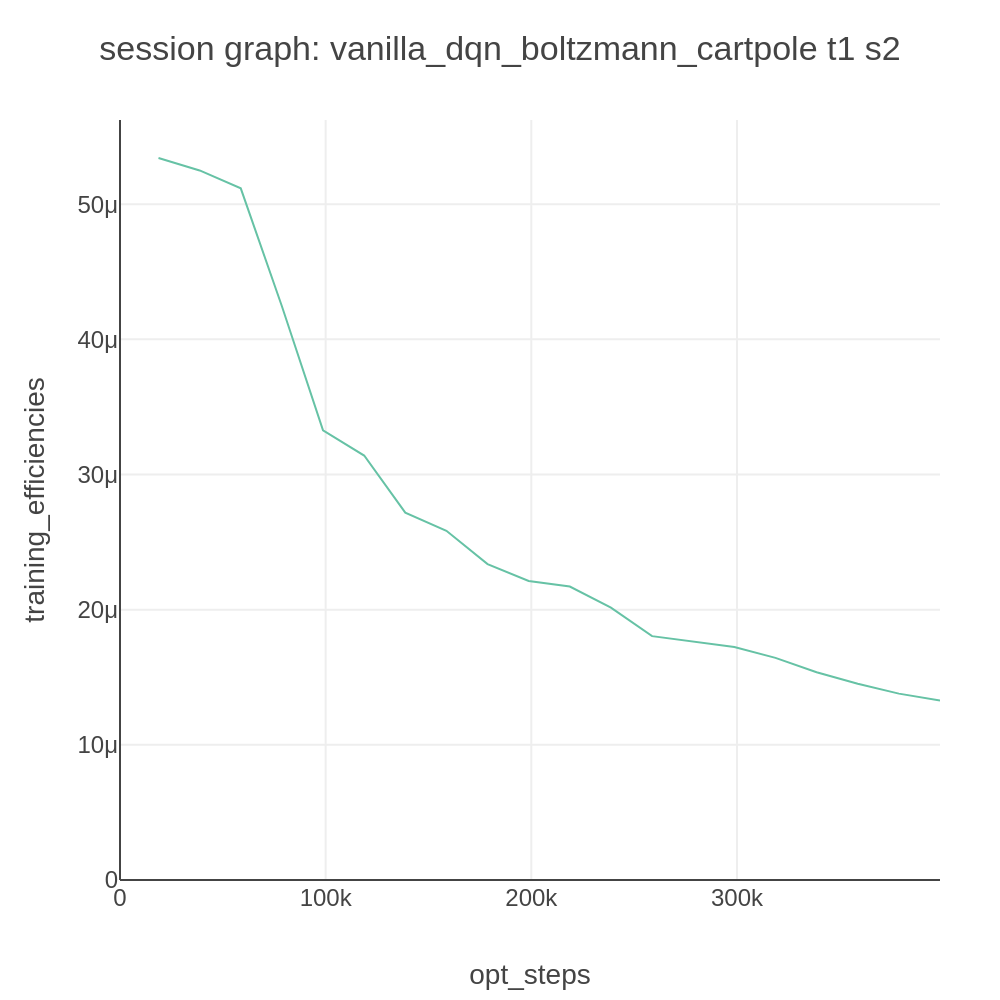 session graph: vanilla_dqn_boltzmann_cartpole t1 s2
training_efficiencies
50μ
40μ
30μ
20μ
10μ
0
0
100k
200k
300k
opt_steps